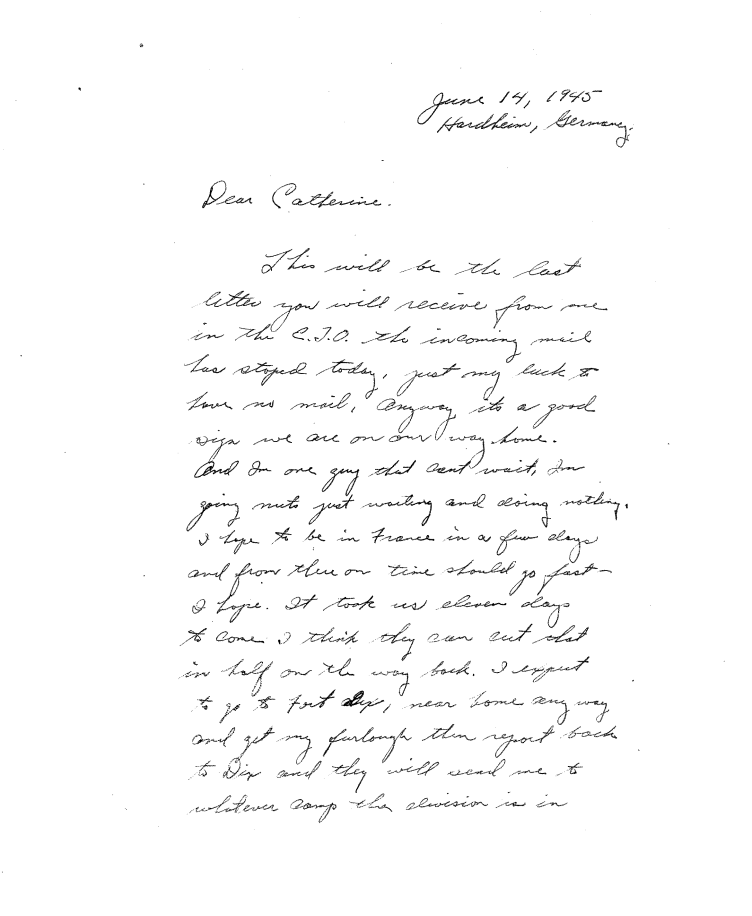 June 14, 1945
Hardheim, Germany.
Dear Catherine.
This will be the last
letter you will receive from me
in the E.T.O. the incoming mail
has stoped today, just my luck to
have no mail, anyway its a good
sign we are on our way home.
And Im one guy that cant wait, Im
going nuts just waiting and doing nothing.
I hope to be in France in a few days
and from there on time should go fast-
I hope. It took us eleven days
to come I think they can cut that
in half on the way back. I expect
to go to Fort Dix, near home any way
and get my furlough then report back
to Dix and they will send me to
whatever camp the division is in